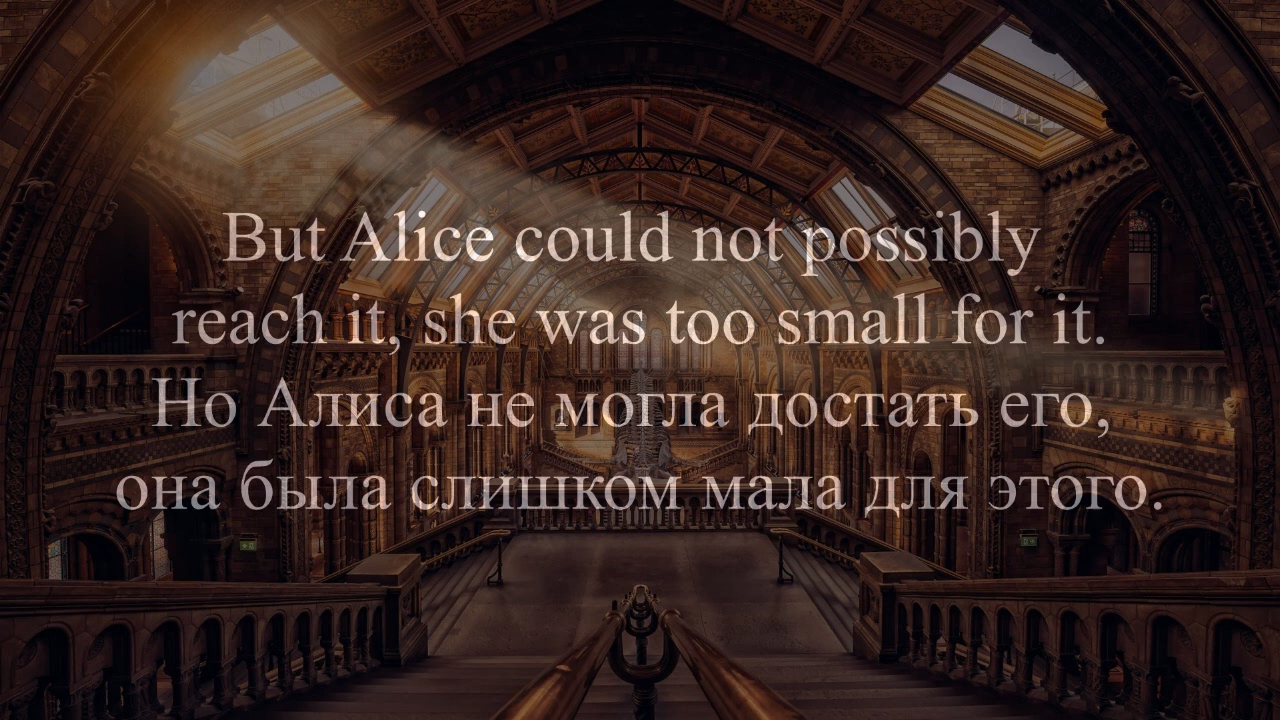 But Alice could not possibly
reach it, she was too small for it.
Но Алиса не могла достать его,
она была слишком мала для этого.